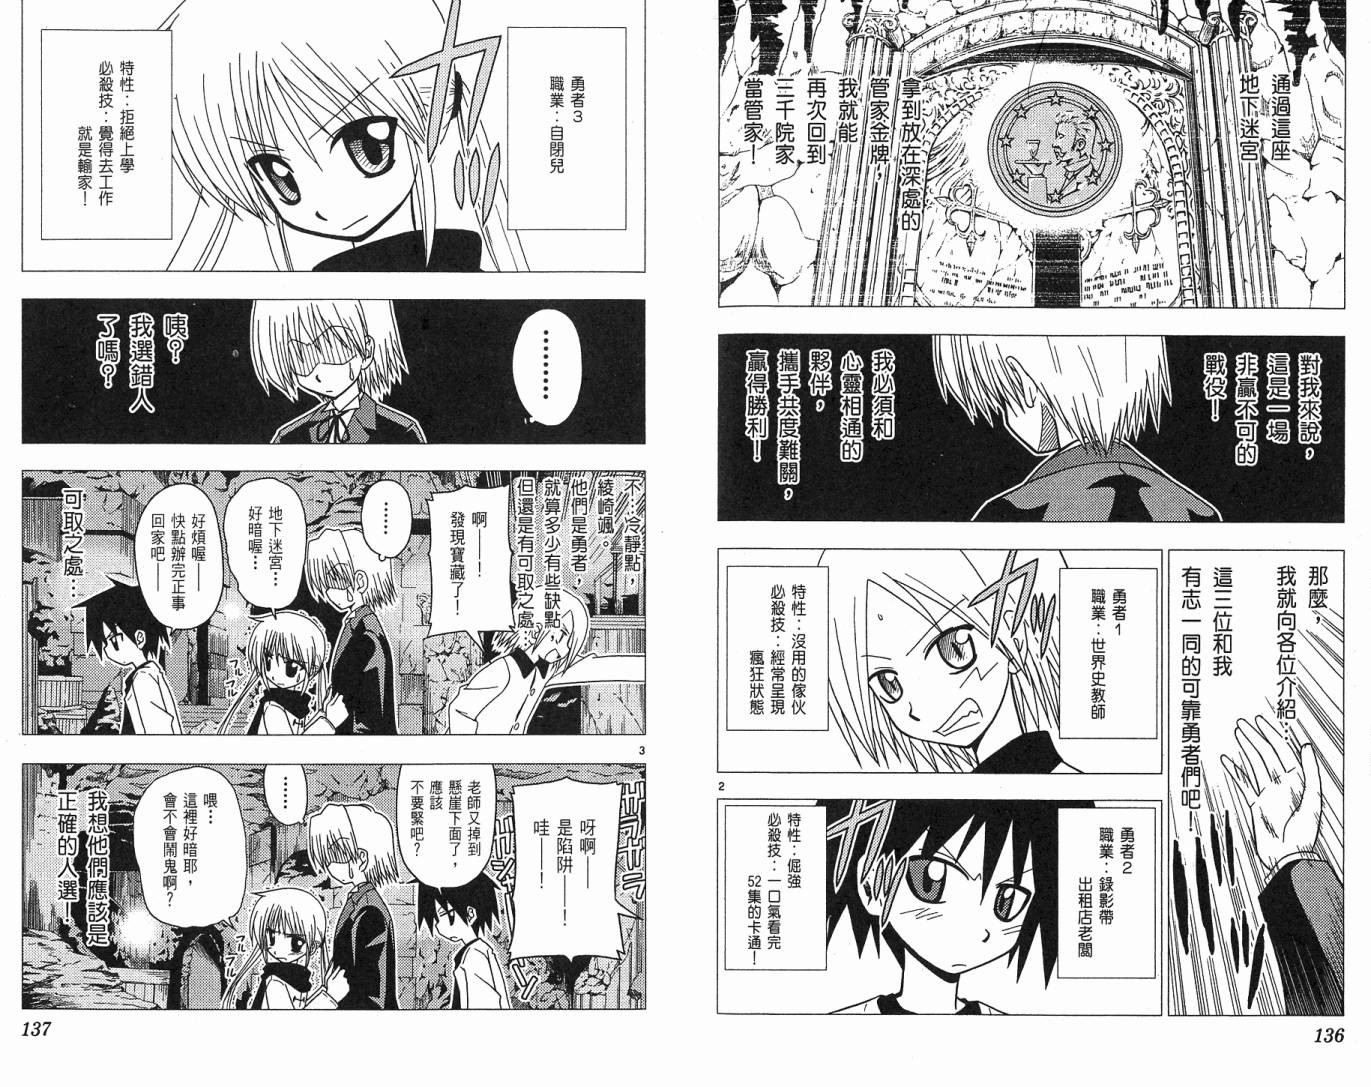 通過這座
地下迷宮
拿到放在深處的
管家金牌，
我就能
再次回到
三千院家
當管家！
對我來說，
這是一場
非贏不可的
戰役！
我必須和
心靈相通的
夥伴，
攜手共度難關，
贏得勝利！
那麼，
我就向各位介紹…
這三位和我
有志一同的可靠勇者們吧！
勇者1
職業：世界史教師
特性：沒用的傢伙
必殺技：經常呈現
瘋狂狀態
2
勇者2
職業：錄影帶
出租店老闆
特性：倔強
必殺技：一口氣看完
52集的卡通！
136
勇者3
職業：自閉兒
特性：拒絕上學
必殺技：覺得去工作
就是輸家！
………
咦？
我選錯人
了嗎？
不…冷靜點，
綾崎颯。
他們是勇者，
就算多少有些缺點
但還是有可取之處…
啊——！
發現寶藏了！
……
地下迷宮…
好暗喔…
好煩喔——
快點辦完正事
回家吧——
可取之處…
3
呀啊——
是陷阱——！
哇——！
老師又掉到
懸崖下面了，
應該
不要緊吧？
……
喂…
這裡好暗耶，
會不會鬧鬼啊？
我想他們應該是
正確的人選！
137